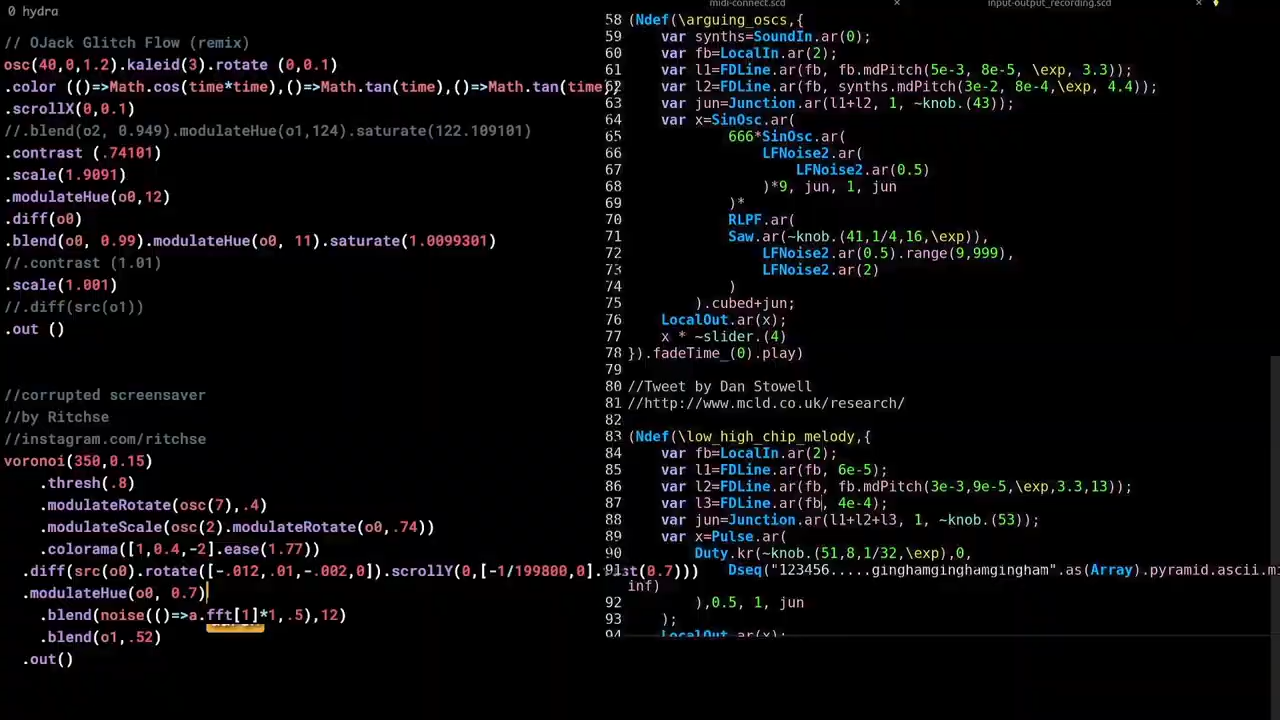 0 hydra
// OJack Glitch Flow (remix)
osc(40,0,1.2).kaleid(3).rotate (0,0.1)
.color (()=>Math.cos(time*time),()=>Math.tan(time),()=>Math.tan(time)
.scrollX(0,0.1)
//.blend(o2, 0.949).modulateHue(o1,124).saturate(122.109101)
.contrast (.74101)
.scale(1.9091)
.modulateHue(o0,12)
.diff(o0)
.blend(o0, 0.99).modulateHue(o0, 11).saturate(1.0099301)
//.contrast (1.01)
.scale(1.001)
//.diff(src(o1))
.out ()
//corrupted screensaver
//by Ritchse
//instagram.com/ritchse
voronoi(350,0.15)
.thresh(.8)
.modulateRotate(osc(7),.4)
.modulateScale(osc(2).modulateRotate(o0,.74))
.colorama([1,0.4,-2].ease(1.77))
.diff(src(o0).rotate([-.012,.01,-.002,0]).scrollY(0,[-1/199800,0].st(0.7)))
.modulateHue(o0, 0.7)
.blend(noise(()=>a.fft[1]*1,.5),12)
.blend(o1,.52)
.out()
midi-connect.scd
input-output_recording.scd
58 (Ndef(\arguing_oscs,{
59 var synths=SoundIn.ar(0);
60 var fb=LocalIn.ar(2);
61 var l1=FDLine.ar(fb, fb.mdPitch(5e-3, 8e-5, \exp, 3.3));
62 var l2=FDLine.ar(fb, synths.mdPitch(3e-2, 8e-4,\exp, 4.4));
63 var jun=Junction.ar(l1+l2, 1, ~knob.(43));
64 var x=SinOsc.ar(
65 666*SinOsc.ar(
66 LFNoise2.ar(
67 LFNoise2.ar(0.5)
68 )*9, jun, 1, jun
69 )*
70 RLPF.ar(
71 Saw.ar(~knob.(41,1/4,16,\exp)),
72 LFNoise2.ar(0.5).range(9,999),
73 LFNoise2.ar(2)
74 )
75 ).cubed+jun;
76 LocalOut.ar(x);
77 x * ~slider.(4)
78 }).fadeTime_(0).play)
79
80 //Tweet by Dan Stowell
81 //http://www.mcld.co.uk/research/
82
83 (Ndef(\low_high_chip_melody,{
84 var fb=LocalIn.ar(2);
85 var l1=FDLine.ar(fb, 6e-5);
86 var l2=FDLine.ar(fb, fb.mdPitch(3e-3,9e-5,\exp,3.3,13));
87 var l3=FDLine.ar(fb, 4e-4);
88 var jun=Junction.ar(l1+l2+l3, 1, ~knob.(53));
89 var x=Pulse.ar(
90 Duty.kr(~knob.(51,8,1/32,\exp),0,
91 Dseq("123456.....ginghamginghamgingham".as(Array).pyramid.ascii.mi
inf)
92 ),0.5, 1, jun
93 );
94 LocalOut.ar(x);